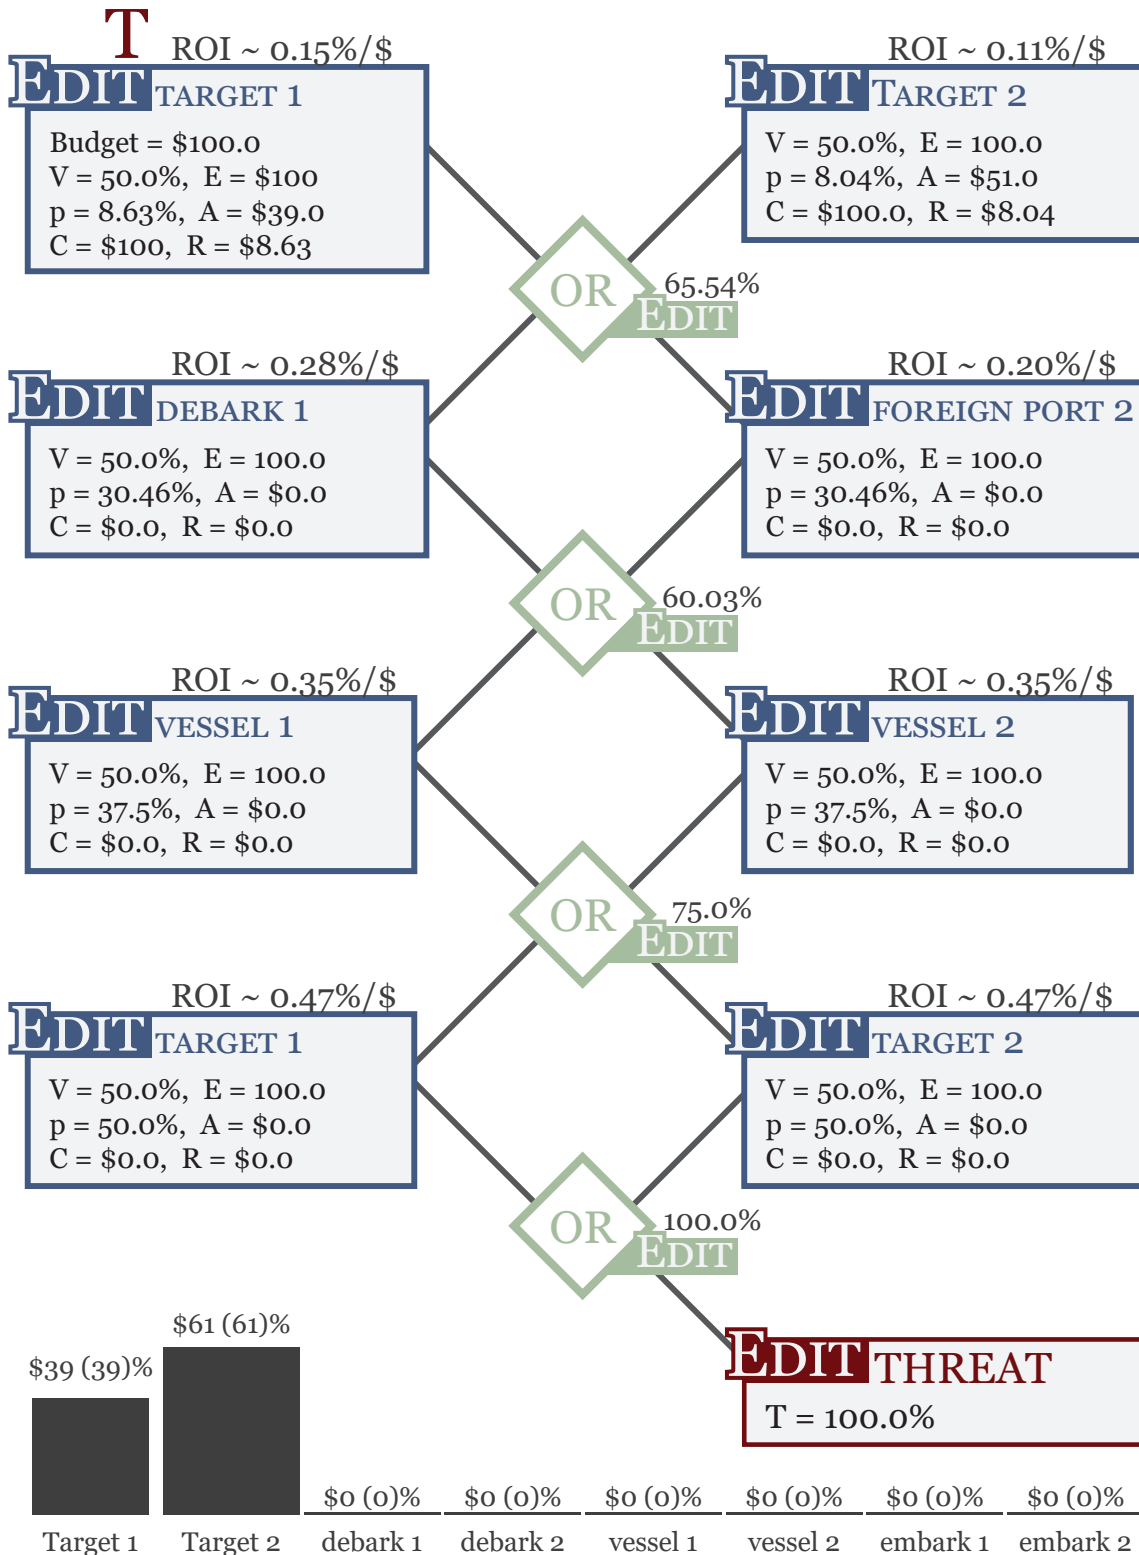 T
ROI ~ 0.15%/$
EDIT TARGET 1
Budget = $100.0
V = 50.0%, E = $100
p = 8.63%, A = $39.0
C = $100, R = $8.63
ROI ~ 0.11%/$
EDIT TARGET 2
V = 50.0%, E = 100.0
p = 8.04%, A = $51.0
C = $100.0, R = $8.04
OR
65.54%
EDIT
ROI ~ 0.28%/$
EDIT DEBARK 1
V = 50.0%, E = 100.0
p = 30.46%, A = $0.0
C = $0.0, R = $0.0
ROI ~ 0.20%/$
EDIT FOREIGN PORT 2
V = 50.0%, E = 100.0
p = 30.46%, A = $0.0
C = $0.0, R = $0.0
OR
60.03%
EDIT
ROI ~ 0.35%/$
EDIT VESSEL 1
V = 50.0%, E = 100.0
p = 37.5%, A = $0.0
C = $0.0, R = $0.0
ROI ~ 0.35%/$
EDIT VESSEL 2
V = 50.0%, E = 100.0
p = 37.5%, A = $0.0
C = $0.0, R = $0.0
OR
75.0%
EDIT
ROI ~ 0.47%/$
EDIT TARGET 1
V = 50.0%, E = 100.0
p = 50.0%, A = $0.0
C = $0.0, R = $0.0
ROI ~ 0.47%/$
EDIT TARGET 2
V = 50.0%, E = 100.0
p = 50.0%, A = $0.0
C = $0.0, R = $0.0
OR
100.0%
EDIT
EDIT THREAT
T = 100.0%
$39 (39)%
$61 (61)%
$0 (0)%
$0 (0)%
$0 (0)%
$0 (0)%
$0 (0)%
$0 (0)%
Target 1
Target 2
debark 1
debark 2
vessel 1
vessel 2
embark 1
embark 2